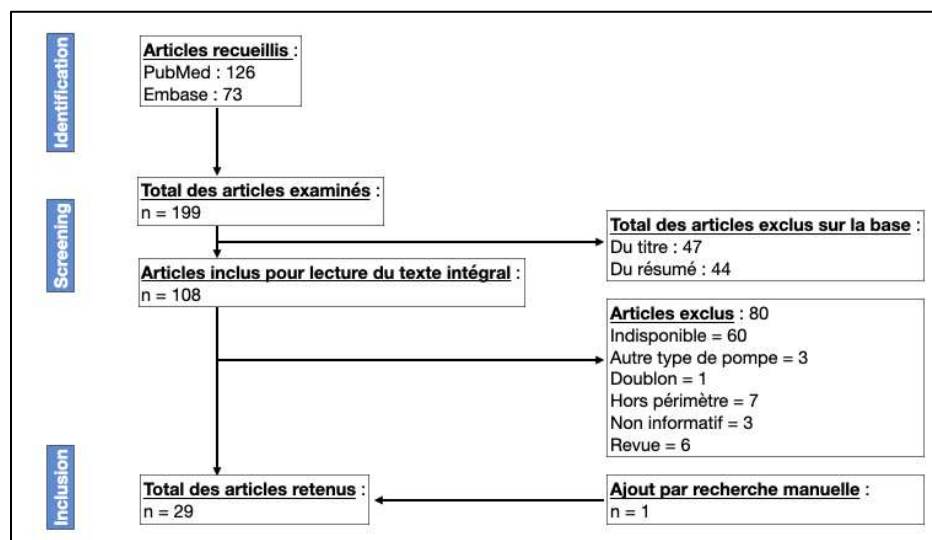 Identification
Articles recueillis :
PubMed : 126
Embase : 73
Screening
Total des articles examinés :
n = 199
Total des articles exclus sur la base :
Du titre : 47
Du résumé : 44
Articles inclus pour lecture du texte intégral :
n = 108
Articles exclus : 80
Indisponible = 60
Autre type de pompe = 3
Doublon = 1
Hors périmètre = 7
Non informatif = 3
Revue = 6
Inclusion
Total des articles retenus :
n = 29
Ajout par recherche manuelle :
n = 1